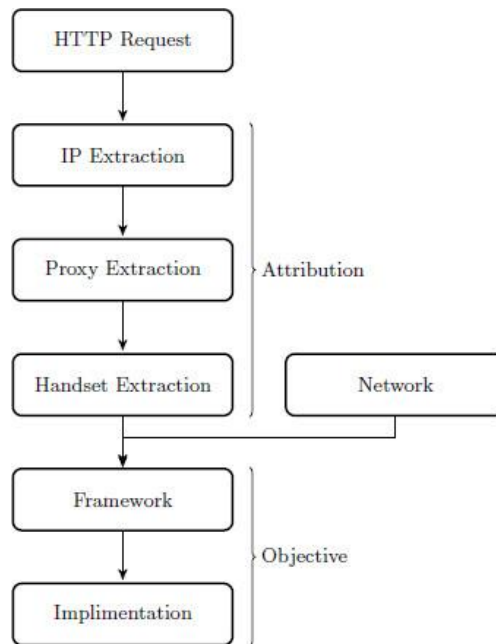 HTTP Request
IP Extraction
Proxy Extraction
Attribution
Handset Extraction
Network
Framework
Objective
Implimentation